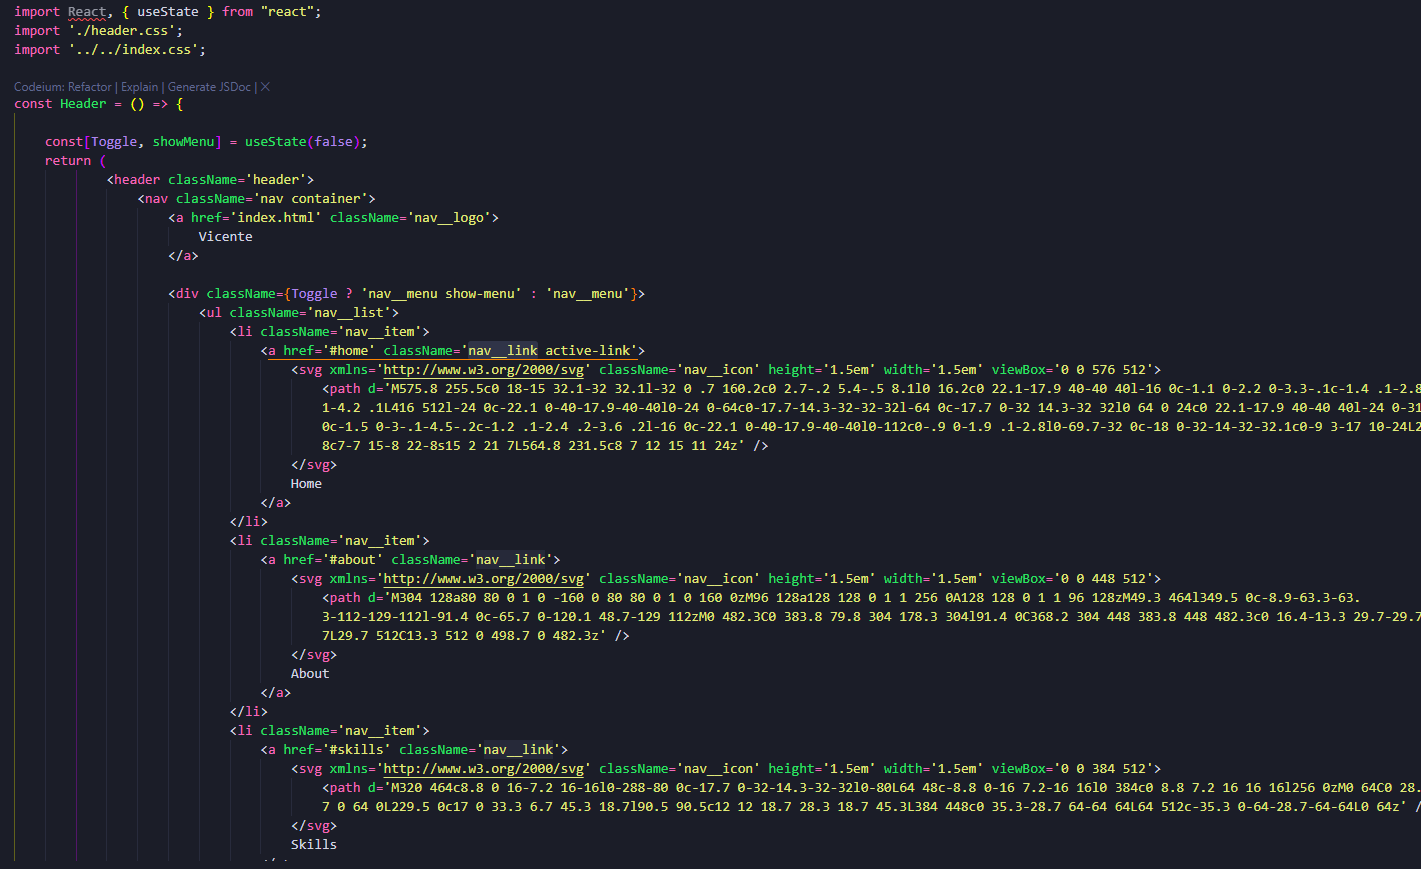 import React, { useState } from "react";
import './header.css';
import '../../index.css';
Codeium: Refactor | Explain | Generate JSDoc | X
const Header = () => {
const[Toggle, showMenu] = useState(false);
return (
<header className='header'>
<nav className='nav container'>
<a href='index.html' className='nav__logo'>
Vicente
</a>
<div className={Toggle ? 'nav__menu show-menu' : 'nav__menu'}>
<ul className='nav__list'>
<li className='nav__item'>
<a href='#home' className='nav__link active-link'>
<svg xmlns='http://www.w3.org/2000/svg' className='nav__icon' height='1.5em' width='1.5em' viewBox='0 0 576 512'>
<path d='M575.8 255.5c0 18-15 32.1-32 32.1l-32 0 .7 160.2c0 2.7-.2 5.4-.5 8.1l0 16.2c0 22.1-17.9 40-40 40l-16 0c-1.1 0-2.2 0-3.3-.1c-1.4 .1-2.8
1-4.2 .1L416 512l-24 0c-22.1 0-40-17.9-40-40l0-24 0-64c0-17.7-14.3-32-32-32l-64 0c-17.7 0-32 14.3-32 32l0 64 0 24c0 22.1-17.9 40-40 40l-24 0-31
0c-1.5 0-3-.1-4.5-.2c-1.2 .1-2.4 .2-3.6 .2l-16 0c-22.1 0-40-17.9-40-40l0-112c0-.9 0-1.9 .1-2.8l0-69.7-32 0c-18 0-32-14-32-32.1c0-9 3-17 10-24L2
8c7-7 15-8 22-8s15 2 21 7L564.8 231.5c8 7 12 15 11 24z' />
</svg>
Home
</a>
</li>
<li className='nav__item'>
<a href='#about' className='nav__link'>
<svg xmlns='http://www.w3.org/2000/svg' className='nav__icon' height='1.5em' width='1.5em' viewBox='0 0 448 512'>
<path d='M304 128a80 80 0 1 0 -160 0 80 80 0 1 0 160 0zM96 128a128 128 0 1 1 256 0A128 128 0 1 1 96 128zM49.3 464l349.5 0c-8.9-63.3-63.
3-112-129-112l-91.4 0c-65.7 0-120.1 48.7-129 112zM0 482.3C0 383.8 79.8 304 178.3 304l91.4 0C368.2 304 448 383.8 448 482.3c0 16.4-13.3 29.7-29.7
7L29.7 512C13.3 512 0 498.7 0 482.3z' />
</svg>
About
</a>
</li>
<li className='nav__item'>
<a href='#skills' className='nav__link'>
<svg xmlns='http://www.w3.org/2000/svg' className='nav__icon' height='1.5em' width='1.5em' viewBox='0 0 384 512'>
<path d='M320 464c8.8 0 16-7.2 16-16l0-288-80 0c-17.7 0-32-14.3-32-32l0-80L64 48c-8.8 0-16 7.2-16 16l0 384c0 8.8 7.2 16 16 16l256 0zM0 64C0 28.
7 0 64 0L229.5 0c17 0 33.3 6.7 45.3 18.7l90.5 90.5c12 12 18.7 28.3 18.7 45.3L384 448c0 35.3-28.7 64-64 64L64 512c-35.3 0-64-28.7-64-64L0 64z' /
</svg>
Skills